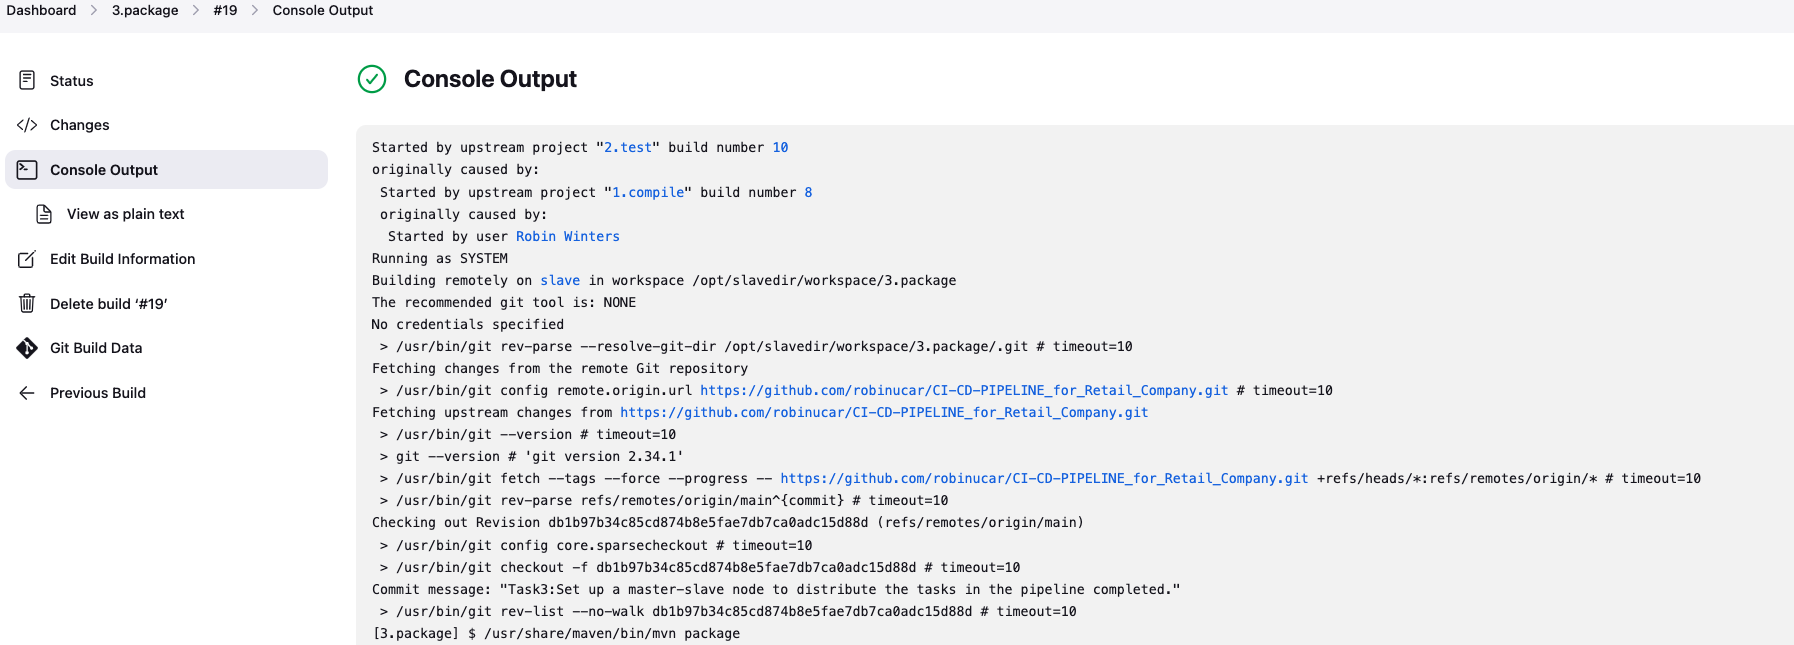 Dashboard > 3.package > #19 > Console Output
Status
Changes
Console Output
View as plain text
Edit Build Information
Delete build ‘#19’
Git Build Data
Previous Build
Console Output
Started by upstream project "2.test" build number 10
originally caused by:
Started by upstream project "1.compile" build number 8
originally caused by:
Started by user Robin Winters
Running as SYSTEM
Building remotely on slave in workspace /opt/slavedir/workspace/3.package
The recommended git tool is: NONE
No credentials specified
> /usr/bin/git rev-parse --resolve-git-dir /opt/slavedir/workspace/3.package/.git # timeout=10
Fetching changes from the remote Git repository
> /usr/bin/git config remote.origin.url https://github.com/robinucar/CI-CD-PIPELINE_for_Retail_Company.git # timeout=10
Fetching upstream changes from https://github.com/robinucar/CI-CD-PIPELINE_for_Retail_Company.git
> /usr/bin/git --version # timeout=10
> git --version # 'git version 2.34.1'
> /usr/bin/git fetch --tags --force --progress -- https://github.com/robinucar/CI-CD-PIPELINE_for_Retail_Company.git +refs/heads/*:refs/remotes/origin/* # timeout=10
> /usr/bin/git rev-parse refs/remotes/origin/main^{commit} # timeout=10
Checking out Revision db1b97b34c85cd874b8e5fae7db7ca0adc15d88d (refs/remotes/origin/main)
> /usr/bin/git config core.sparsecheckout # timeout=10
> /usr/bin/git checkout -f db1b97b34c85cd874b8e5fae7db7ca0adc15d88d # timeout=10
Commit message: "Task3:Set up a master-slave node to distribute the tasks in the pipeline completed."
> /usr/bin/git rev-list --no-walk db1b97b34c85cd874b8e5fae7db7ca0adc15d88d # timeout=10
[3.package] $ /usr/share/maven/bin/mvn package